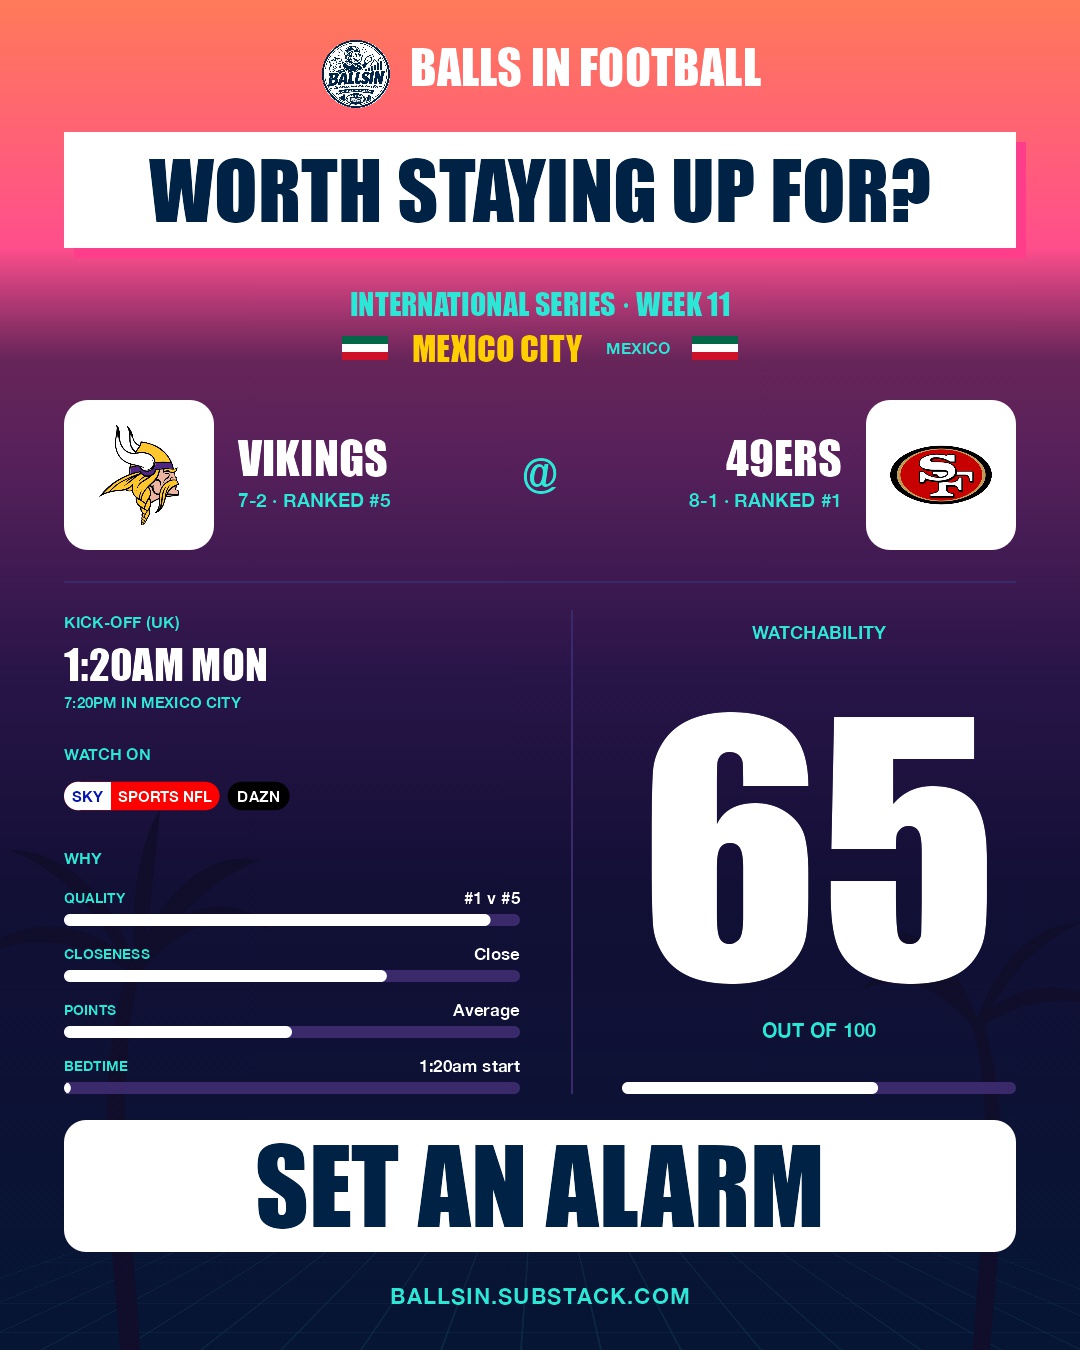 BALLSIN
BALLS IN FOOTBALL
WORTH STAYING UP FOR?
INTERNATIONAL SERIES · WEEK 11
MEXICO CITY MEXICO
VIKINGS
7-2 · RANKED #5
@
49ERS
8-1 · RANKED #1
SF
KICK-OFF (UK)
1:20AM MON
7:20PM IN MEXICO CITY
WATCH ON
SKY SPORTS NFL DAZN
WHY
QUALITY #1 v #5
CLOSENESS Close
POINTS Average
BEDTIME 1:20am start
WATCHABILITY
65
OUT OF 100
SET AN ALARM
BALLSIN.SUBSTACK.COM